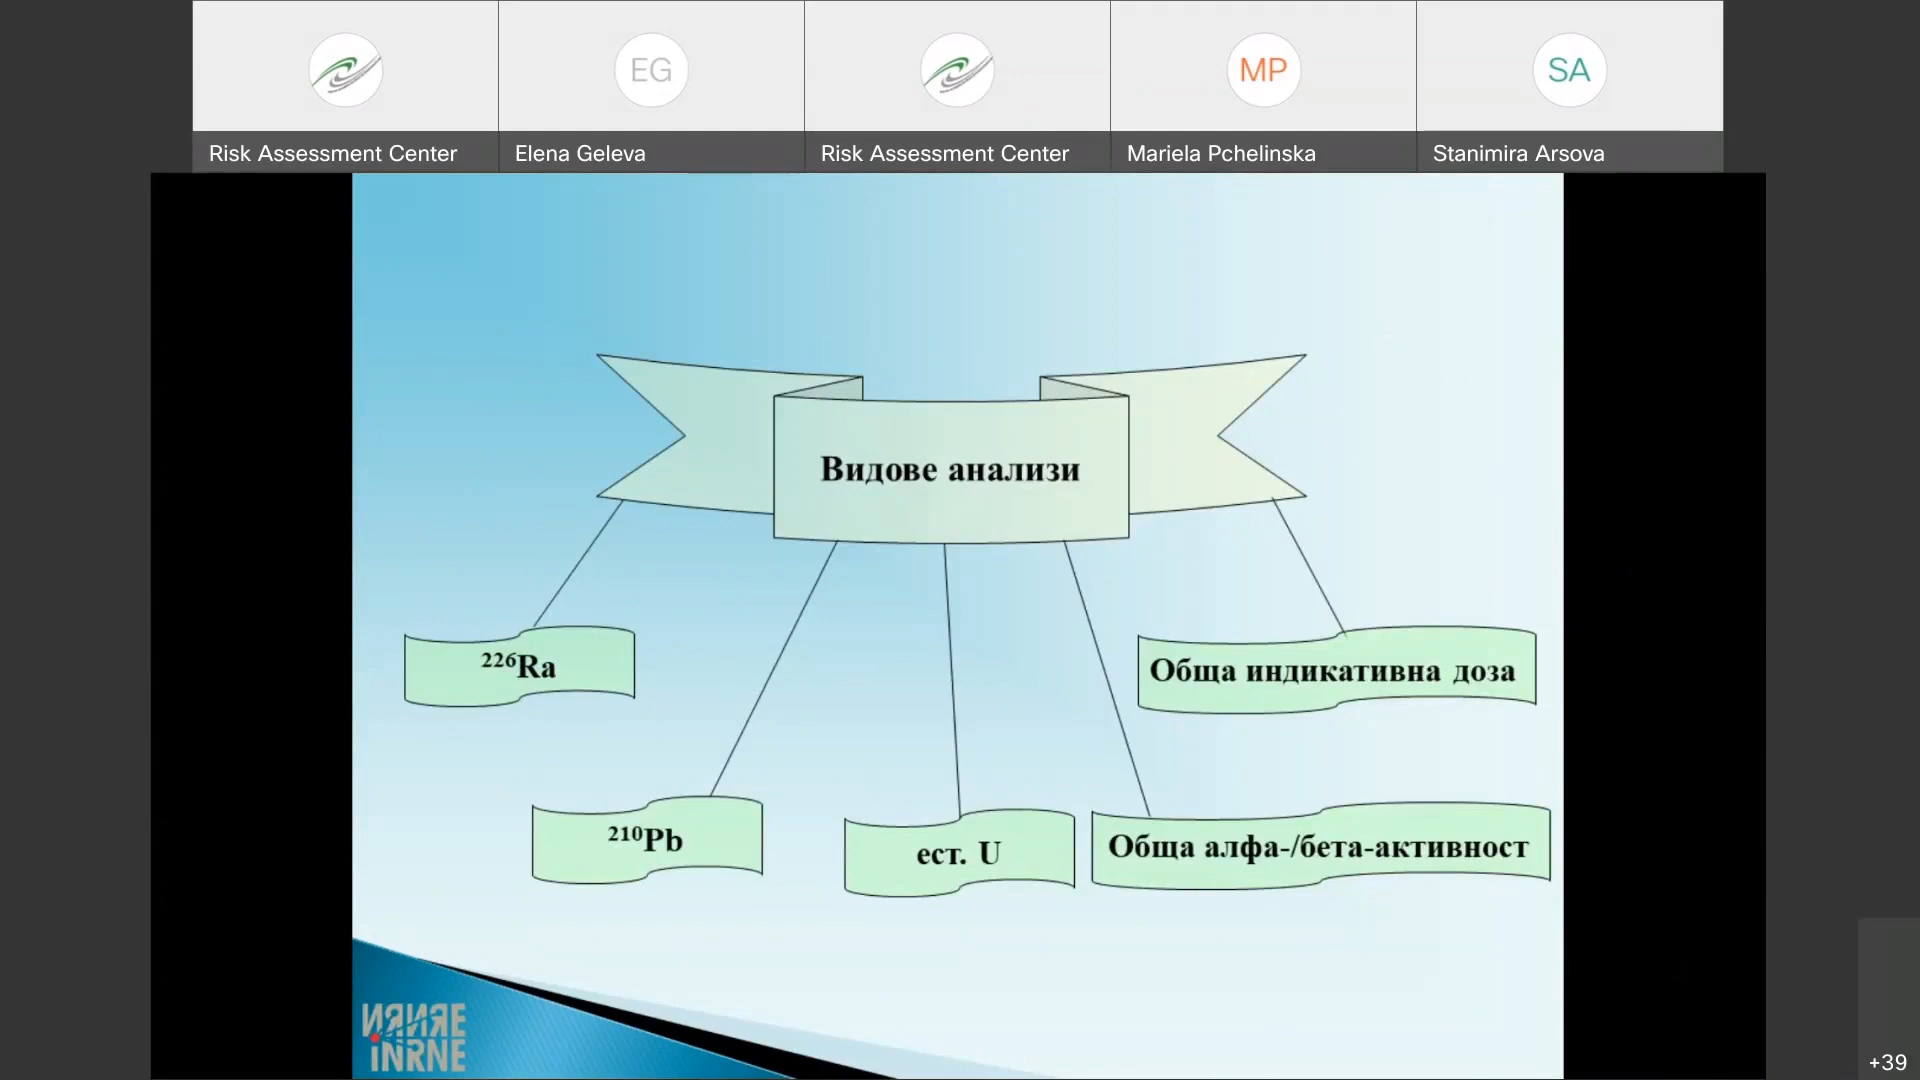 EG
MP
SA
Risk Assessment Center
Elena Geleva
Risk Assessment Center
Mariela Pchelinska
Stanimira Arsova
Видове анализи
²²⁶Ra
Обща индикативна доза
²¹⁰Pb
ест. U
Обща алфа-/бета-активност
ИЯИЯЕ
iNRNE
+39